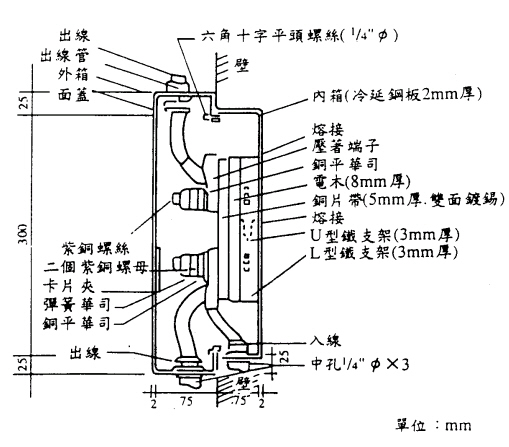 出線
出線管
外箱
面蓋
六角十字平頭螺絲(1/4"φ)
壁
內箱(冷延鋼板2mm厚)
熔接
壓著端子
銅平華司
電木(8mm厚)
銅片帶(5mm厚.雙面鍍錫)
熔接
U型鐵支架(3mm厚)
L型鐵支架(3mm厚)
紫銅螺絲
二個紫銅螺母
卡片夾
彈簧華司
銅平華司
出線
入線
中孔1/4"φ×3
壁
25
300
25
25
2
75
75
2
單位：mm